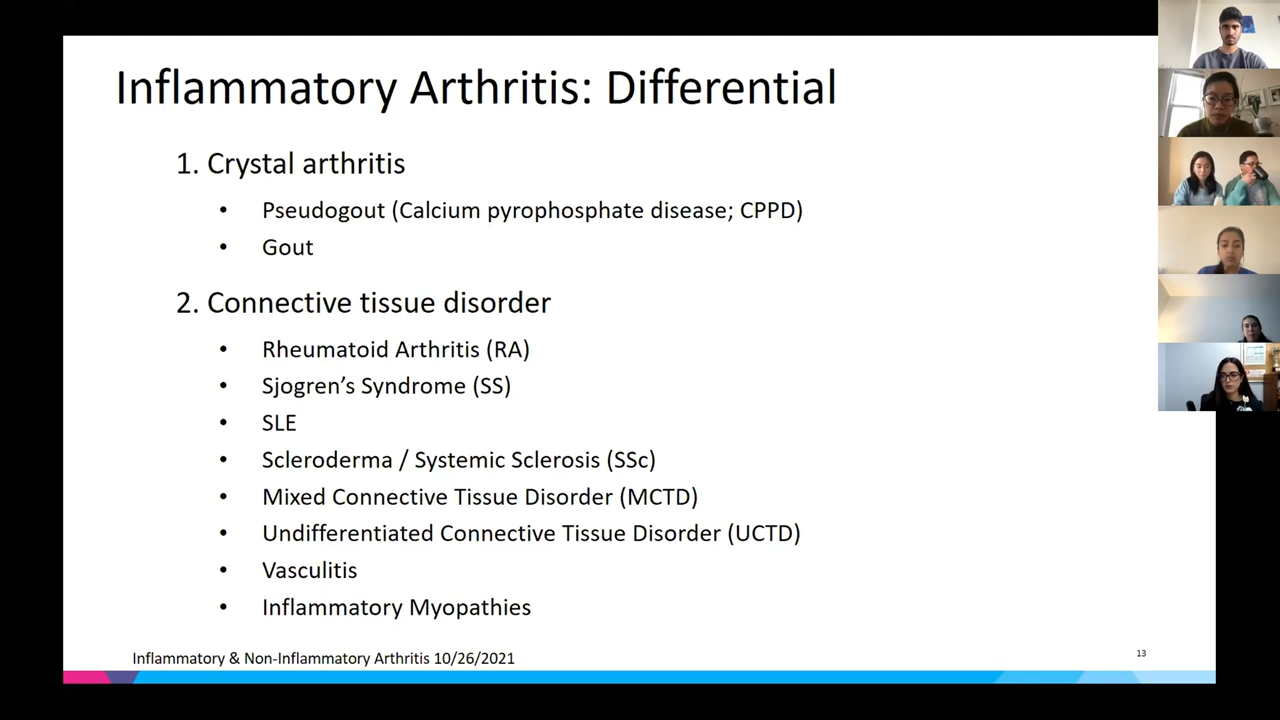 Inflammatory Arthritis: Differential
1. Crystal arthritis
• Pseudogout (Calcium pyrophosphate disease; CPPD)
• Gout
2. Connective tissue disorder
• Rheumatoid Arthritis (RA)
• Sjogren’s Syndrome (SS)
• SLE
• Scleroderma / Systemic Sclerosis (SSc)
• Mixed Connective Tissue Disorder (MCTD)
• Undifferentiated Connective Tissue Disorder (UCTD)
• Vasculitis
• Inflammatory Myopathies
Inflammatory & Non-Inflammatory Arthritis 10/26/2021
13